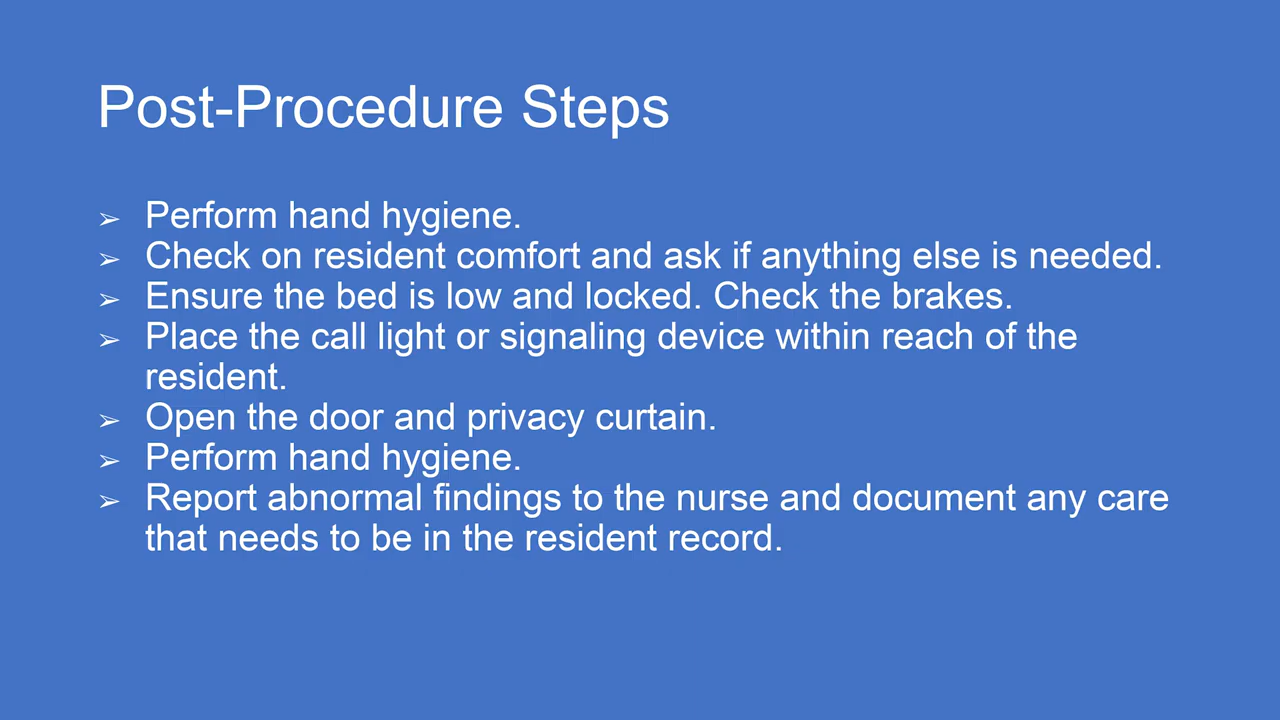 Post-Procedure Steps
➢ Perform hand hygiene.
➢ Check on resident comfort and ask if anything else is needed.
➢ Ensure the bed is low and locked. Check the brakes.
➢ Place the call light or signaling device within reach of the
resident.
➢ Open the door and privacy curtain.
➢ Perform hand hygiene.
➢ Report abnormal findings to the nurse and document any care
that needs to be in the resident record.